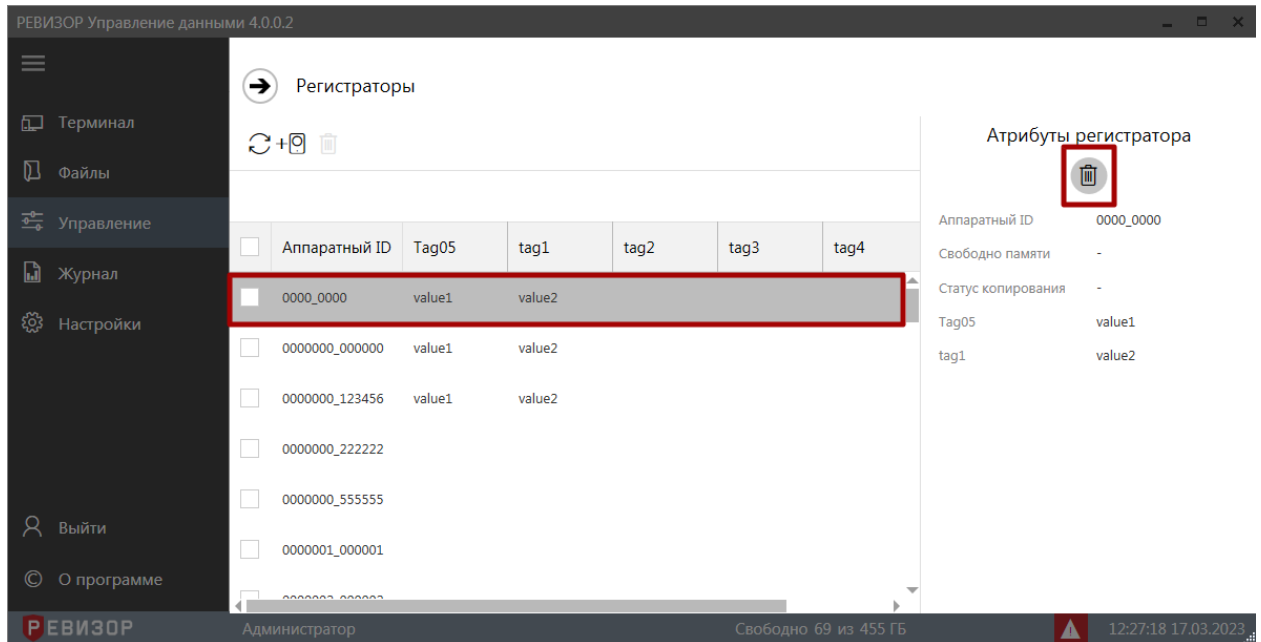 РЕВИЗОР Управление данными 4.0.0.2
Регистраторы
Терминал
Файлы
Управление
Журнал
Настройки
Выйти
О программе
Аппаратный ID Tag05 tag1 tag2 tag3 tag4
0000_0000 value1 value2
0000000_000000 value1 value2
0000000_123456 value1 value2
0000000_222222
0000000_555555
0000001_000001
Атрибуты регистратора
Аппаратный ID 0000_0000
Свободно памяти -
Статус копирования -
Tag05 value1
tag1 value2
РЕВИЗОР Администратор Свободно 69 из 455 ГБ 12:27:18 17.03.2023